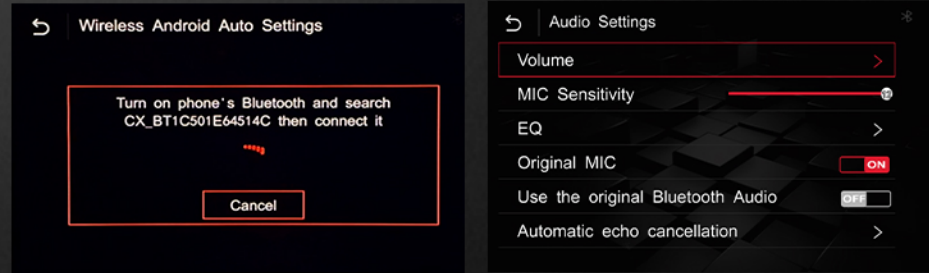 Wireless Android Auto Settings
Turn on phone's Bluetooth and search
CX_BT1C501E64514C then connect it
Cancel
Audio Settings
Volume
MIC Sensitivity
EQ
Original MIC
ON
Use the original Bluetooth Audio
OFF
Automatic echo cancellation